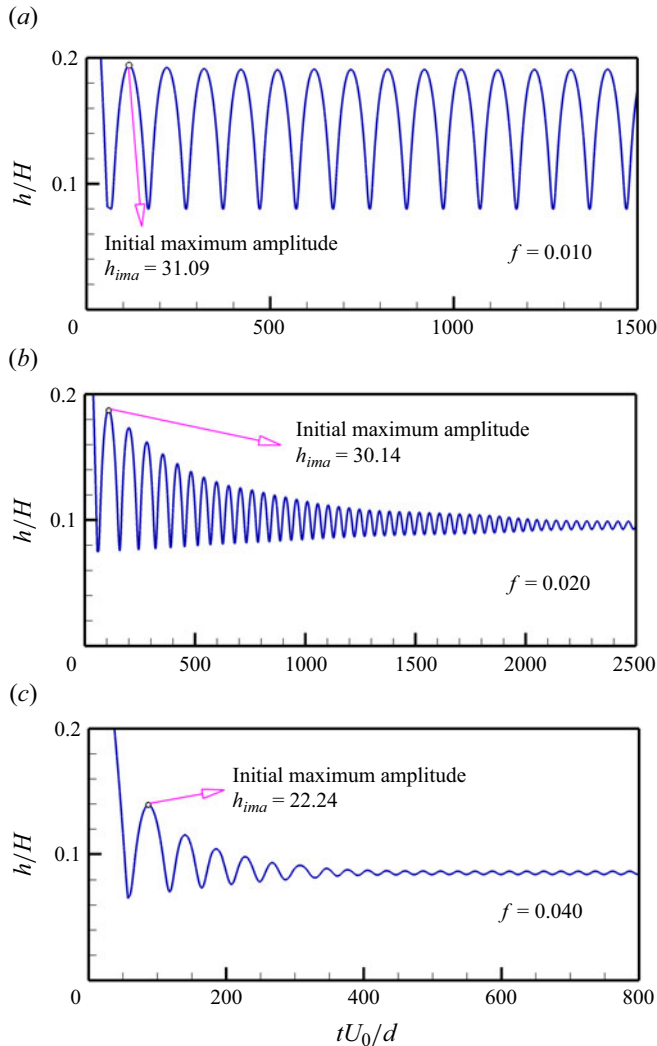 (a)
0.2
0.1
h/H
Initial maximum amplitude
h_ima = 31.09
f = 0.010
0 500 1000 1500
(b)
0.2
Initial maximum amplitude
h_ima = 30.14
0.1
h/H
f = 0.020
0 500 1000 1500 2000 2500
(c)
0.2
Initial maximum amplitude
h_ima = 22.24
0.1
h/H
f = 0.040
0 200 400 600 800
tU_0/d